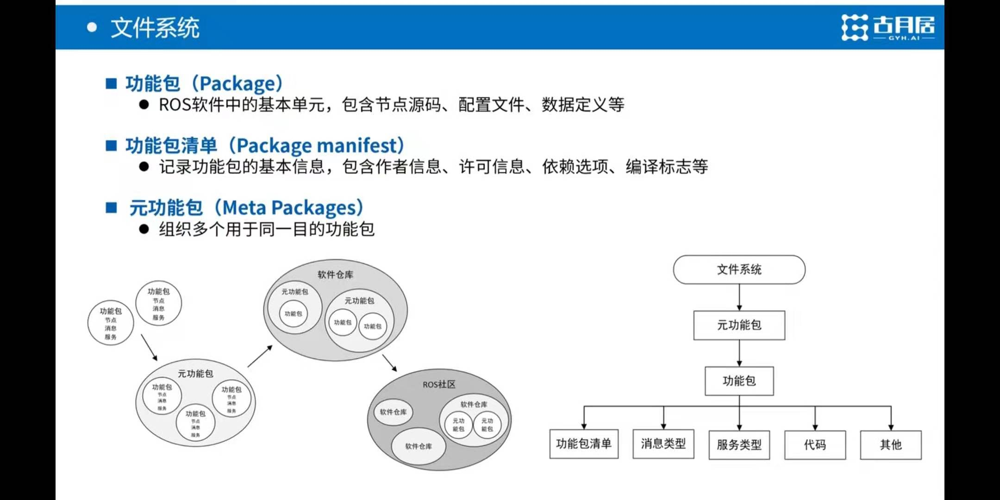 文件系统
古月居
GYH.AI
功能包（Package）
ROS软件中的基本单元，包含节点源码、配置文件、数据定义等
功能包清单（Package manifest）
记录功能包的基本信息，包含作者信息、许可信息、依赖选项、编译标志等
元功能包（Meta Packages）
组织多个用于同一目的功能包
功能包
节点
消息
服务
功能包
节点
消息
服务
元功能包
功能包
节点
消息
服务
功能包
节点
消息
服务
功能包
节点
消息
服务
软件仓库
元功能包
功能包
元功能包
功能包
功能包
ROS社区
软件仓库
软件仓库
软件仓库
元功
能包
元功
能包
文件系统
元功能包
功能包
功能包清单
消息类型
服务类型
代码
其他